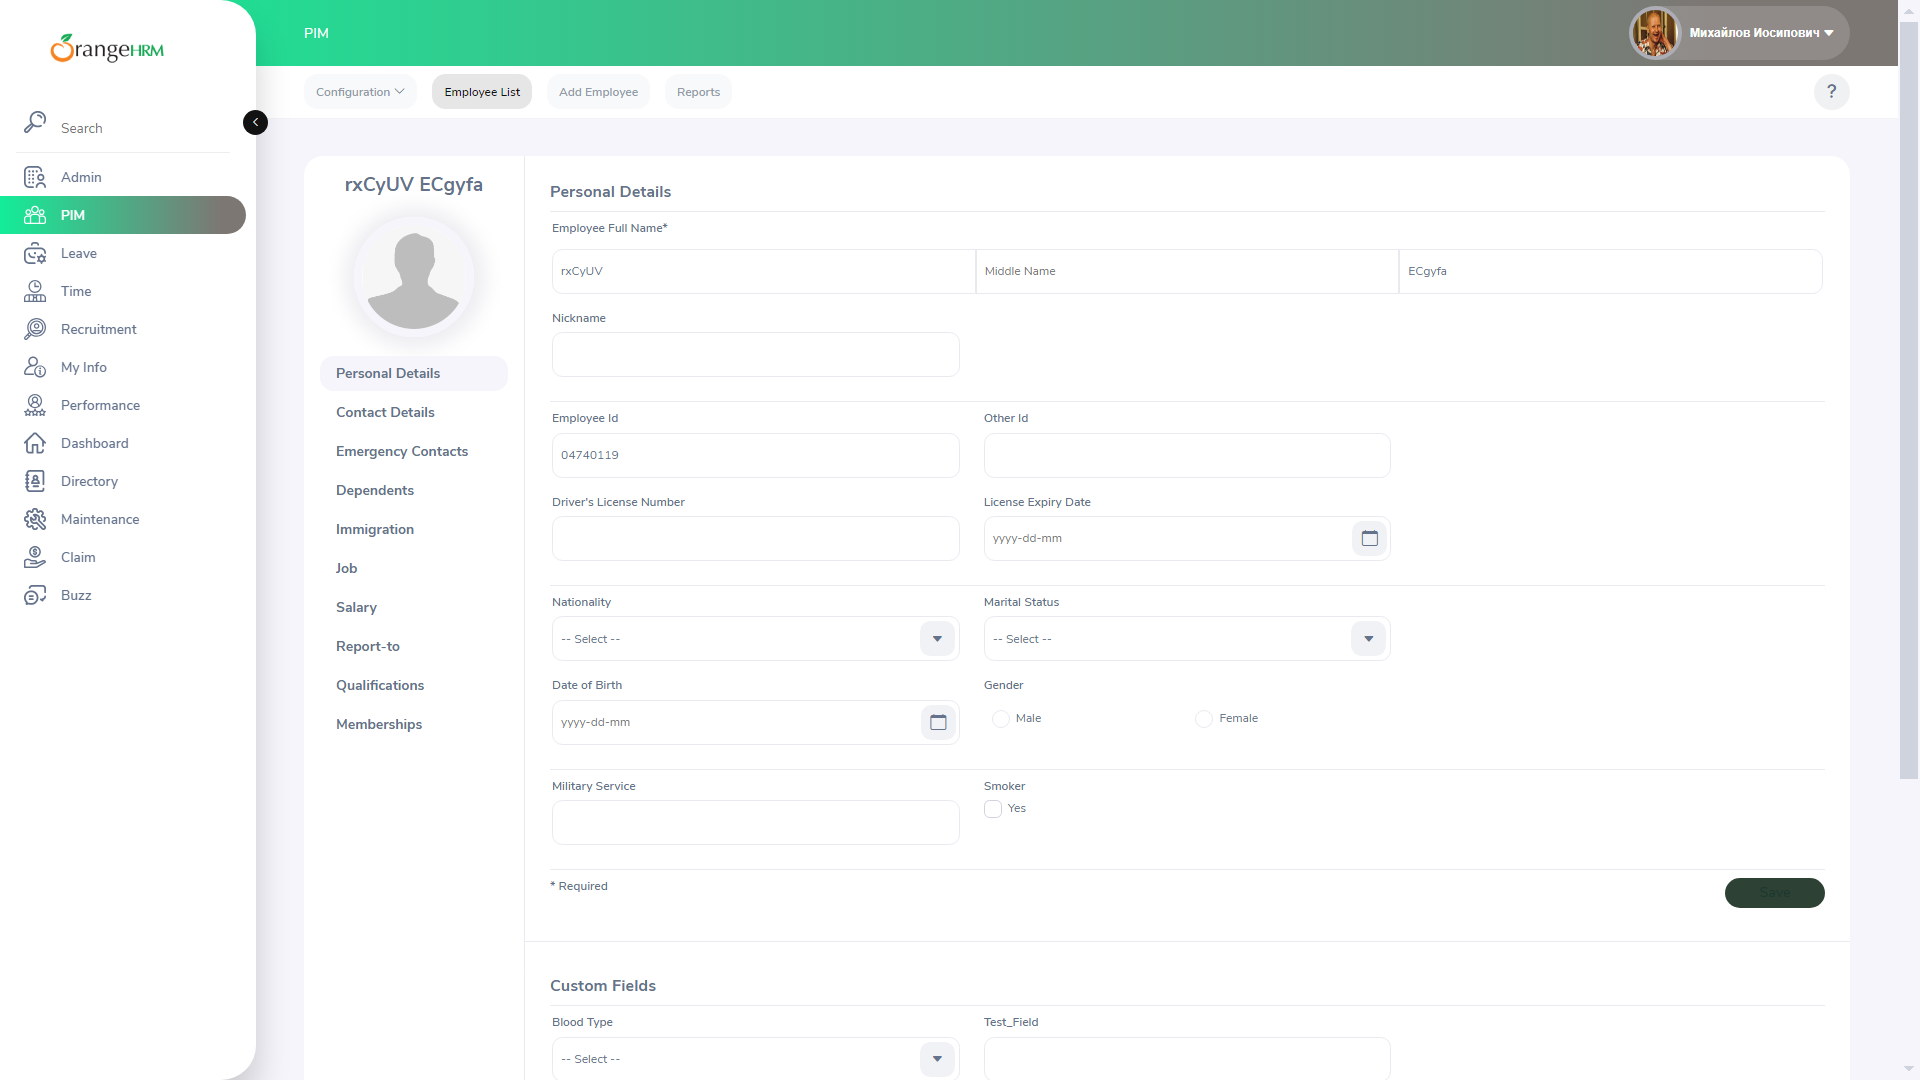 OrangeHRM
PIM
Михайлов Иосипович
Configuration
Employee List
Add Employee
Reports
?
Search
Admin
PIM
Leave
Time
Recruitment
My Info
Performance
Dashboard
Directory
Maintenance
Claim
Buzz
rxCyUV ECgyfa
Personal Details
Contact Details
Emergency Contacts
Dependents
Immigration
Job
Salary
Report-to
Qualifications
Memberships
Personal Details
Employee Full Name*
rxCyUV
Middle Name
ECgyfa
Nickname
Employee Id
Other Id
04740119
Driver's License Number
License Expiry Date
yyyy-dd-mm
Nationality
Marital Status
-- Select --
-- Select --
Date of Birth
Gender
yyyy-dd-mm
Male
Female
Military Service
Smoker
Yes
* Required
Save
Custom Fields
Blood Type
Test_Field
-- Select --